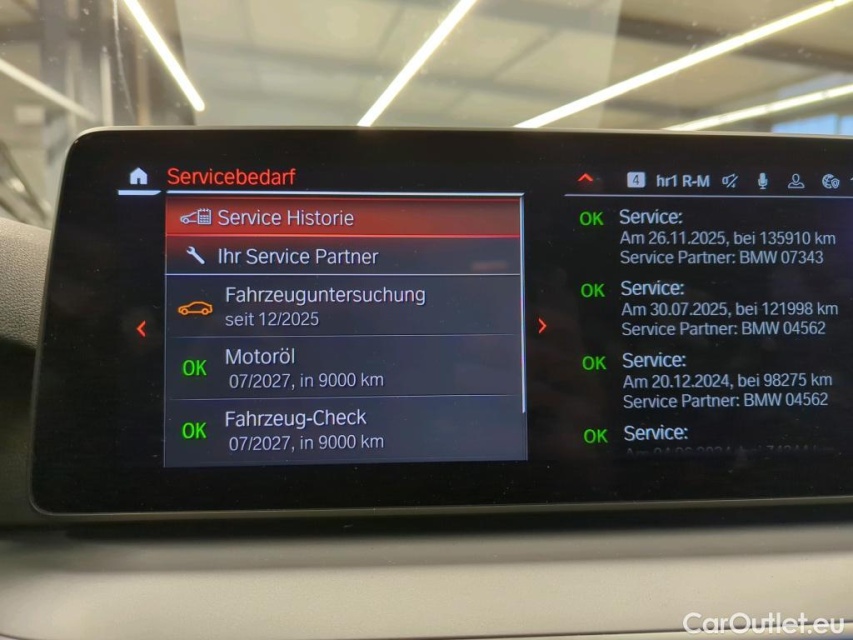 Servicebedarf
4 hr1 R-M
Service Historie
Ihr Service Partner
Fahrzeuguntersuchung
seit 12/2025
OK Motoröl
07/2027, in 9000 km
OK Fahrzeug-Check
07/2027, in 9000 km
OK Service:
Am 26.11.2025, bei 135910 km
Service Partner: BMW 07343
OK Service:
Am 30.07.2025, bei 121998 km
Service Partner: BMW 04562
OK Service:
Am 20.12.2024, bei 98275 km
Service Partner: BMW 04562
OK Service:
CarOutlet.eu